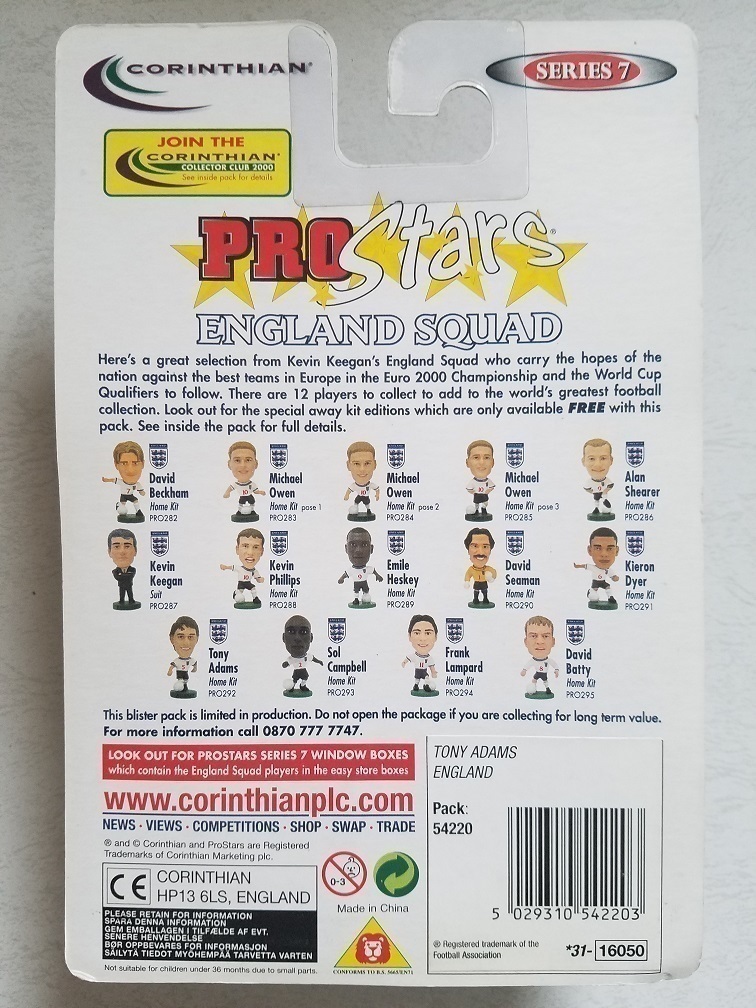 CORINTHIAN®
SERIES 7
JOIN THE
CORINTHIAN®
COLLECTOR CLUB 2000
See inside pack for details
PROStars®
ENGLAND SQUAD
Here's a great selection from Kevin Keegan's England Squad who carry the hopes of the
nation against the best teams in Europe in the Euro 2000 Championship and the World Cup
Qualifiers to follow. There are 12 players to collect to add to the world's greatest football
collection. Look out for the special away kit editions which are only available FREE with this
pack. See inside the pack for full details.
David
Beckham
Home Kit
PRO282
Michael
Owen
Home Kit pose 1
PRO283
Michael
Owen
Home Kit pose 2
PRO284
Michael
Owen
Home Kit pose 3
PRO285
Alan
Shearer
Home Kit
PRO286
Kevin
Keegan
Suit
PRO287
Kevin
Phillips
Home Kit
PRO288
Emile
Heskey
Home Kit
PRO289
David
Seaman
Home Kit
PRO290
Kieron
Dyer
Home Kit
PRO291
Tony
Adams
Home Kit
PRO292
Sol
Campbell
Home Kit
PRO293
Frank
Lampard
Home Kit
PRO294
David
Batty
Home Kit
PRO295
This blister pack is limited in production. Do not open the package if you are collecting for long term value.
For more information call 0870 777 7747.
LOOK OUT FOR PROSTARS SERIES 7 WINDOW BOXES
which contain the England Squad players in the easy store boxes
www.corinthianplc.com
NEWS · VIEWS · COMPETITIONS · SHOP · SWAP · TRADE
® and © Corinthian and ProStars are Registered
Trademarks of Corinthian Marketing plc.
CE
CORINTHIAN
HP13 6LS, ENGLAND
PLEASE RETAIN FOR INFORMATION
SPARA DENNA INFORMATION
GEM EMBALLAGEN I TILFÆLDE AF EVT.
SENERE HENVENDELSE
BØR OPPBEVARES FOR INFORMASJON
SÄILYTÄ TIEDOT MYÖHEMPÄÄ TARVETTA VARTEN
Not suitable for children under 36 months due to small parts.
0-3
Made in China
CONFORMS TO B.S. 5665/EN71
TONY ADAMS
ENGLAND
Pack:
54220
5 029310 542203
® Registered trademark of the
Football Association
*31- 16050